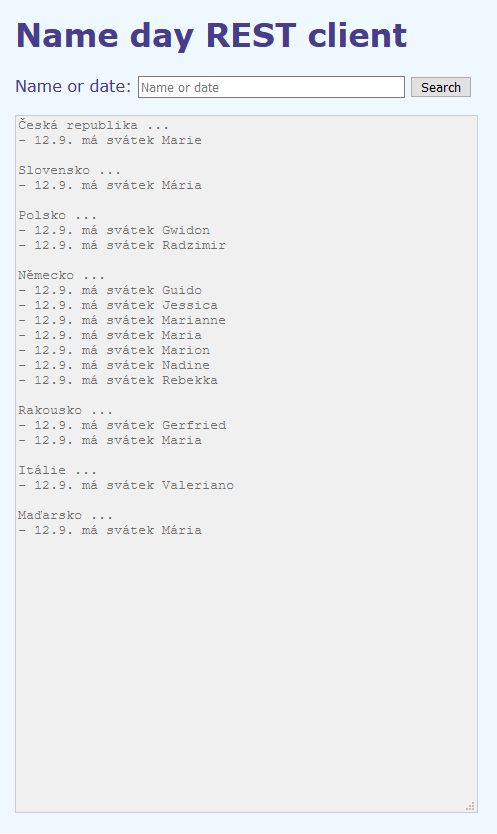 Name day REST client
Name or date: Name or date Search
Česká republika ...
- 12.9. má svátek Marie
Slovensko ...
- 12.9. má svátek Mária
Polsko ...
- 12.9. má svátek Gwidon
- 12.9. má svátek Radzimir
Německo ...
- 12.9. má svátek Guido
- 12.9. má svátek Jessica
- 12.9. má svátek Marianne
- 12.9. má svátek Maria
- 12.9. má svátek Marion
- 12.9. má svátek Nadine
- 12.9. má svátek Rebekka
Rakousko ...
- 12.9. má svátek Gerfried
- 12.9. má svátek Maria
Itálie ...
- 12.9. má svátek Valeriano
Maďarsko ...
- 12.9. má svátek Mária